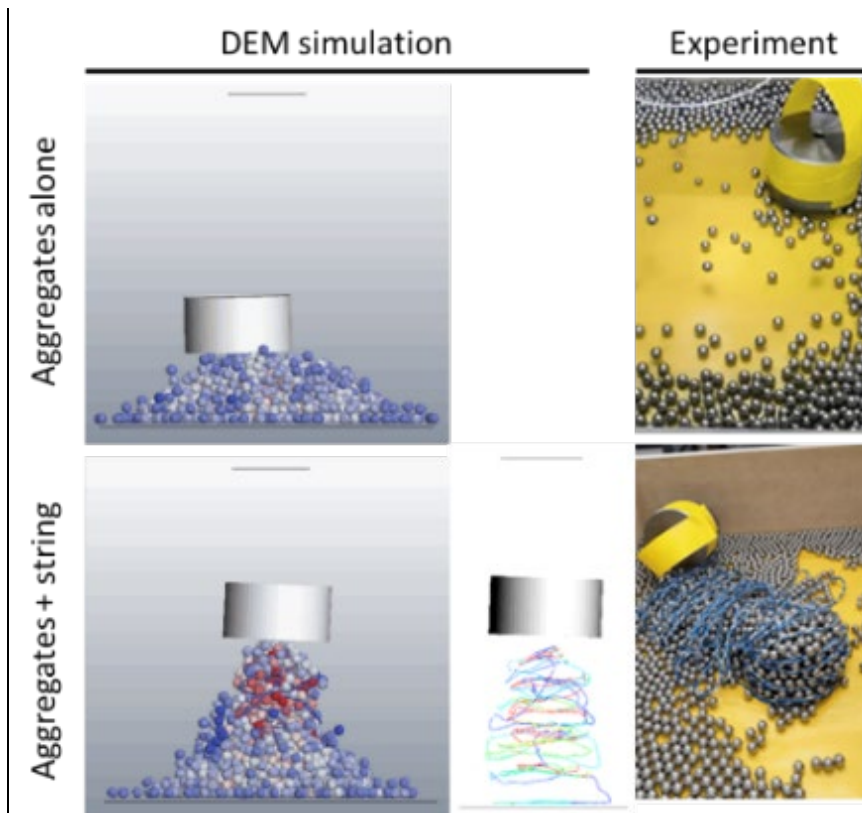 DEM simulation
Experiment
Aggregates alone
Aggregates + string